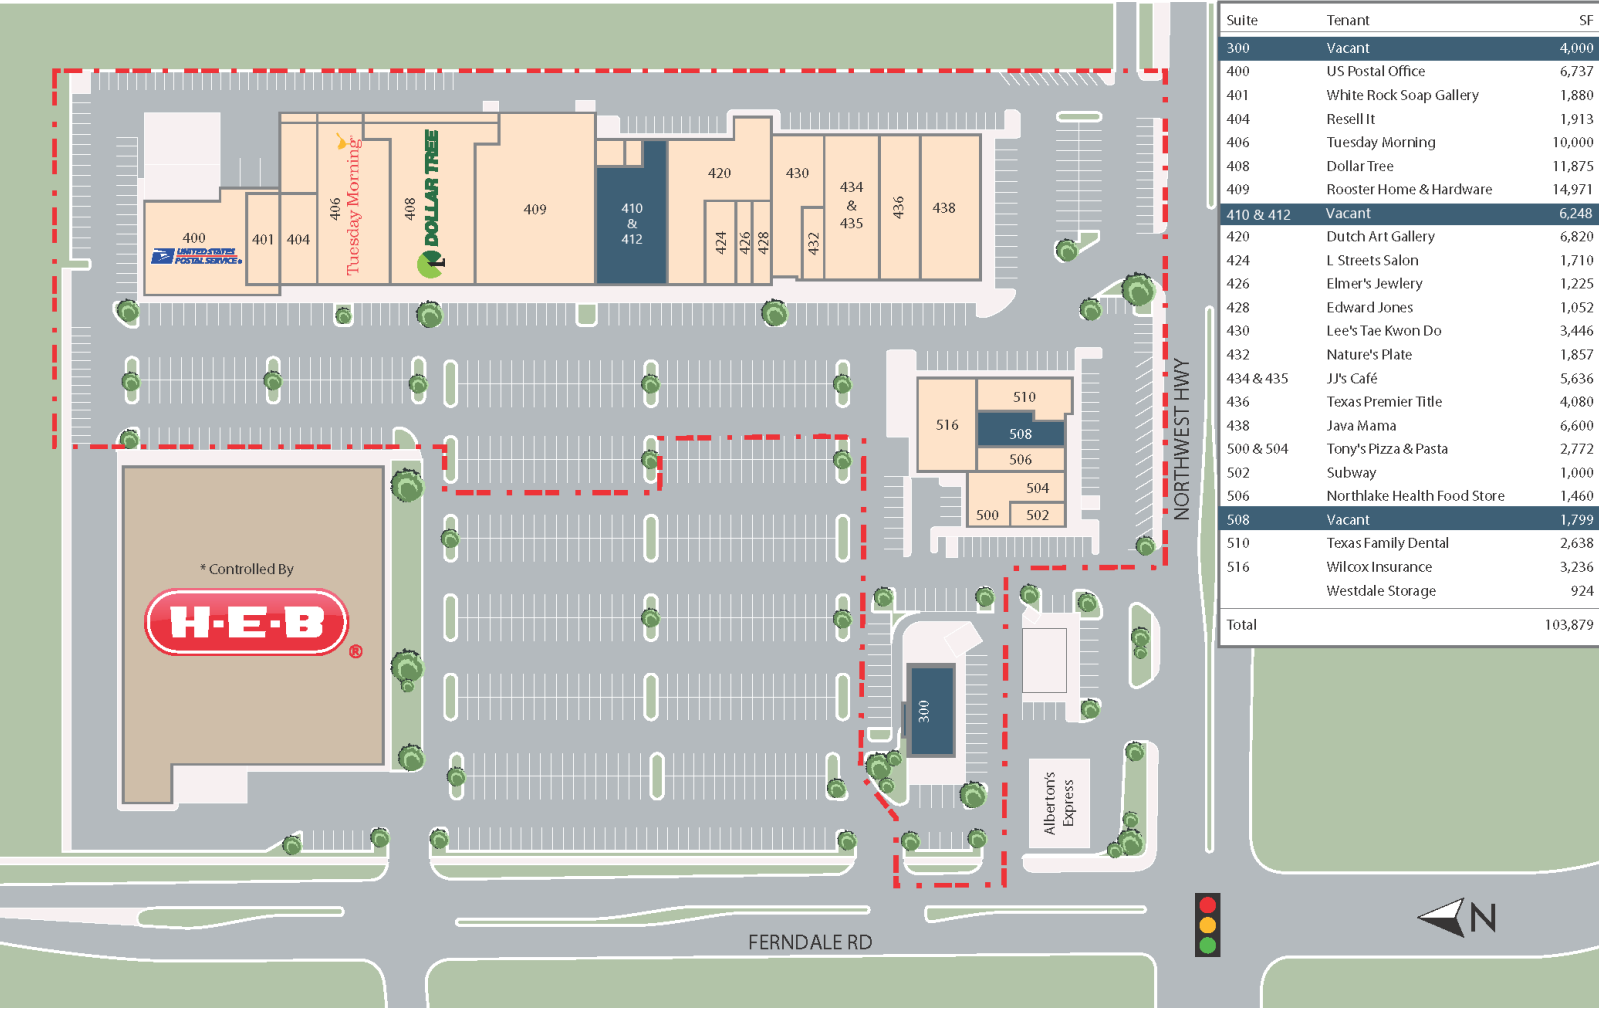 Suite Tenant SF
300 Vacant 4,000
400 US Postal Office 6,737
401 White Rock Soap Gallery 1,880
404 Resell It 1,913
406 Tuesday Morning 10,000
408 Dollar Tree 11,875
409 Rooster Home & Hardware 14,971
410 & 412 Vacant 6,248
420 Dutch Art Gallery 6,820
424 L Streets Salon 1,710
426 Elmer's Jewlery 1,225
428 Edward Jones 1,052
430 Lee's Tae Kwon Do 3,446
432 Nature's Plate 1,857
434 & 435 JJ's Café 5,636
436 Texas Premier Title 4,080
438 Java Mama 6,600
500 & 504 Tony's Pizza & Pasta 2,772
502 Subway 1,000
506 Northlake Health Food Store 1,460
508 Vacant 1,799
510 Texas Family Dental 2,638
516 Wilcox Insurance 3,236
Westdale Storage 924
Total 103,879
400
UNITED STATES
POSTAL SERVICE®
401
404
406
Tuesday Morning
408
DOLLAR TREE
409
410
&
412
420
424
426
428
430
432
434
&
435
436
438
516
510
508
506
504
500
502
NORTHWEST HWY
* Controlled By
H-E-B
®
300
Alberton's
Express
FERNDALE RD
N